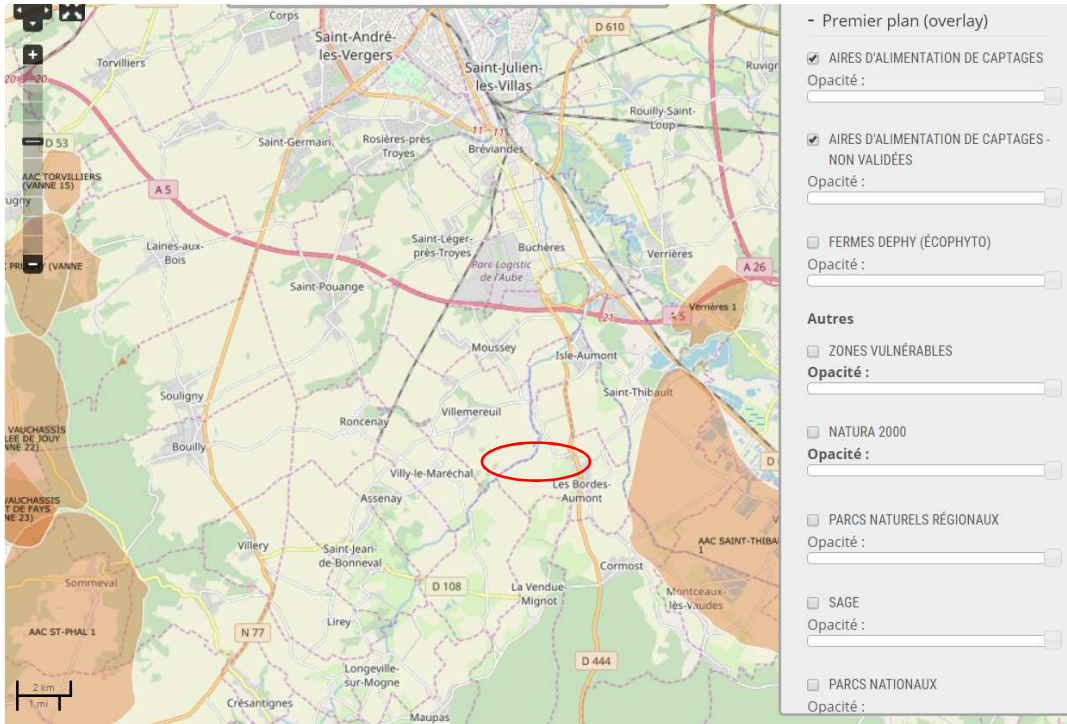 Corps
D 610
Saint-André-
les-Vergers
Torvilliers
Saint-Julien-
les-Villas
Rouilly-Saint-
Loup
D 53
Saint-Germain
Rosières-près-
Troyes
11
11
Bréviandes
AAC TORVILLIERS
(VANNE 15)
A 5
Laines-aux-
Bois
Saint-Léger-
près-Troyes
Buchères
Verrières
Parc Logistic
de l'Aube
A 26
Saint-Pouange
Verrières 1
21
A 5
Moussey
Isle-Aumont
Souligny
Saint-Thibault
Villemereuil
Roncenay
Bouilly
Villy-le-Maréchal
Les Bordes-
Aumont
Assenay
Villery
Saint-Jean-
de-Bonneval
AAC SAINT-THIBA
1
Cormost
Sommeval
D 108
La Vendue-
Mignot
Montceaux-
lès-Vaudes
Lirey
AAC ST-PHAL 1
N 77
D 444
Longeville-
sur-Mogne
2 km
1 mi
Crésantignes
Maupas
- Premier plan (overlay)
AIRES D'ALIMENTATION DE CAPTAGES
Opacité :
AIRES D'ALIMENTATION DE CAPTAGES -
NON VALIDÉES
Opacité :
FERMES DEPHY (ÉCOPHYTO)
Opacité :
Autres
ZONES VULNÉRABLES
Opacité :
NATURA 2000
Opacité :
PARCS NATURELS RÉGIONAUX
Opacité :
SAGE
Opacité :
PARCS NATIONAUX
Opacité :